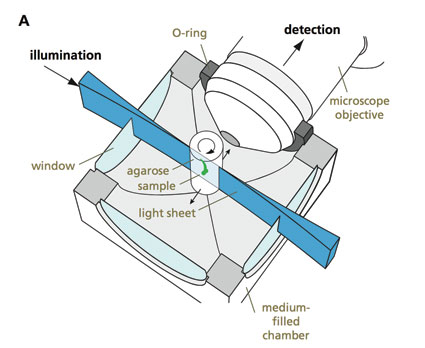 A
O-ring
detection
illumination
microscope
objective
window
agarose
sample
light sheet
medium-
filled
chamber